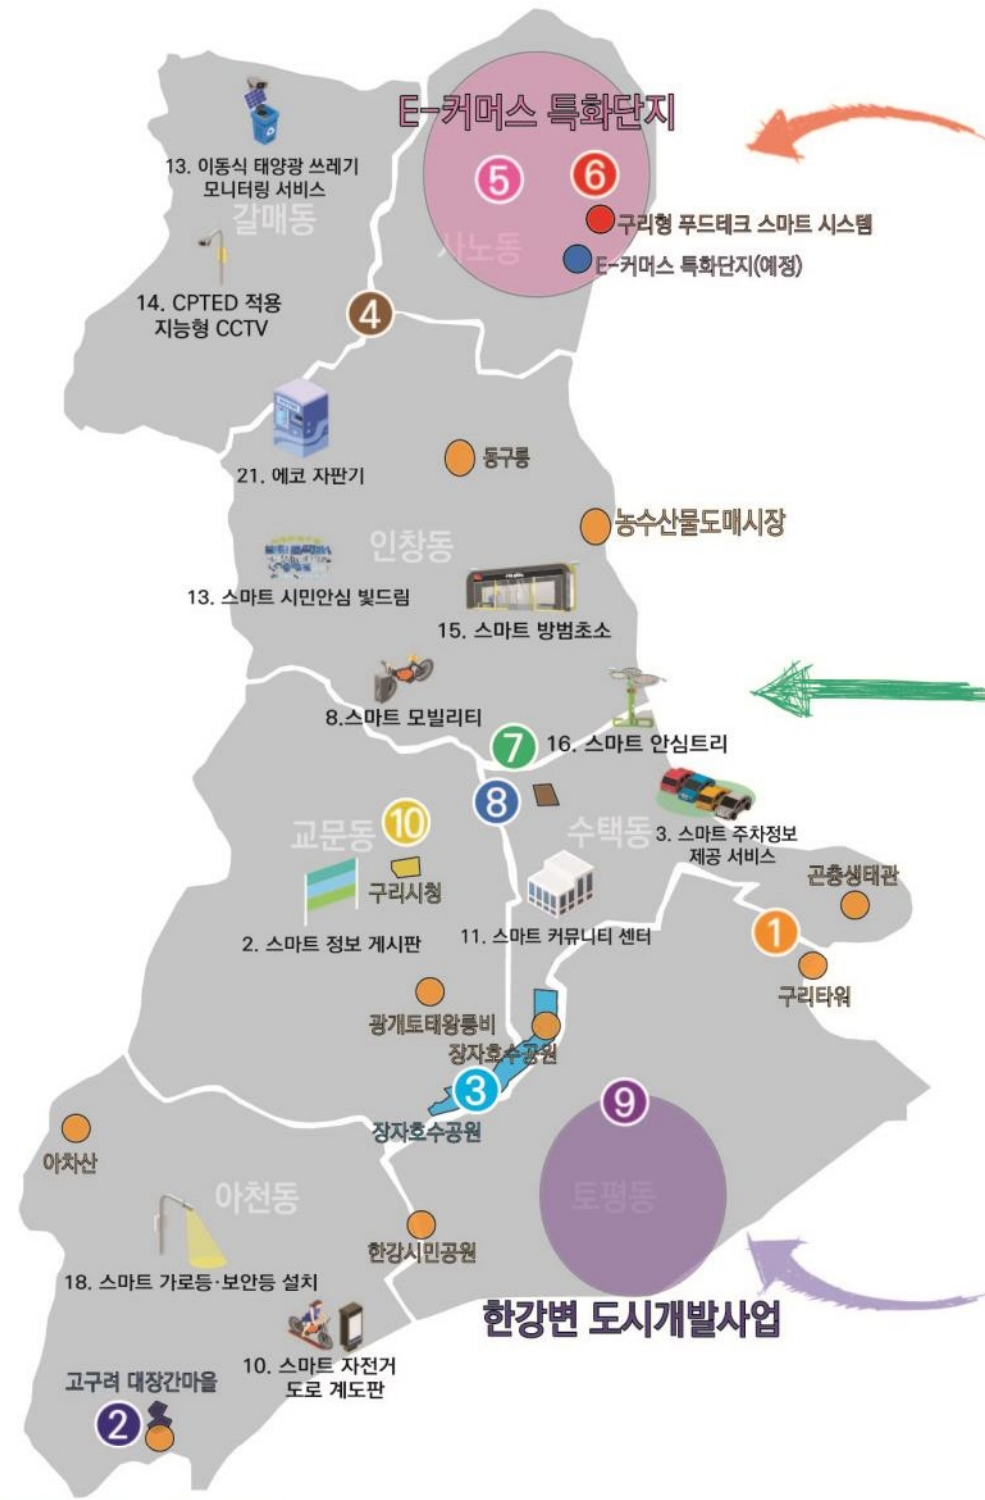 E-커머스 특화단지
13. 이동식 태양광 쓰레기
모니터링 서비스
갈매동
5
6
구리형 푸드테크 스마트 시스템
사노동
E-커머스 특화단지(예정)
14. CPTED 적용
지능형 CCTV
4
21. 에코 자판기
동구릉
농수산물도매시장
인창동
13. 스마트 시민안심 빛드림
15. 스마트 방범초소
8.스마트 모빌리티
7
16. 스마트 안심트리
8
10
교문동
수택동
3. 스마트 주차정보
제공 서비스
구리시청
곤충생태관
2. 스마트 정보 게시판
11. 스마트 커뮤니티 센터
1
구리타워
광개토태왕릉비
장자호수공원
3
9
장자호수공원
아차산
아천동
토평동
한강시민공원
18. 스마트 가로등·보안등 설치
한강변 도시개발사업
10. 스마트 자전거
도로 계도판
고구려 대장간마을
2